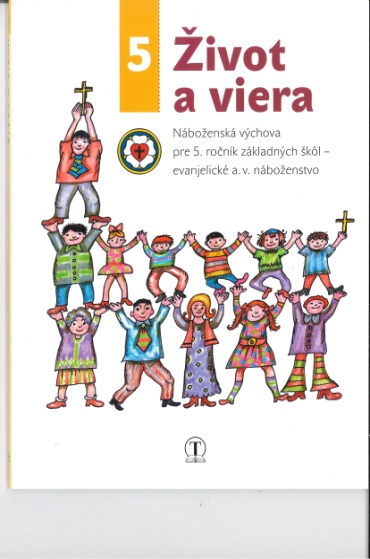 5 Život
a viera
Náboženská výchova
pre 5. ročník základných škôl –
evanjelické a. v. náboženstvo
T